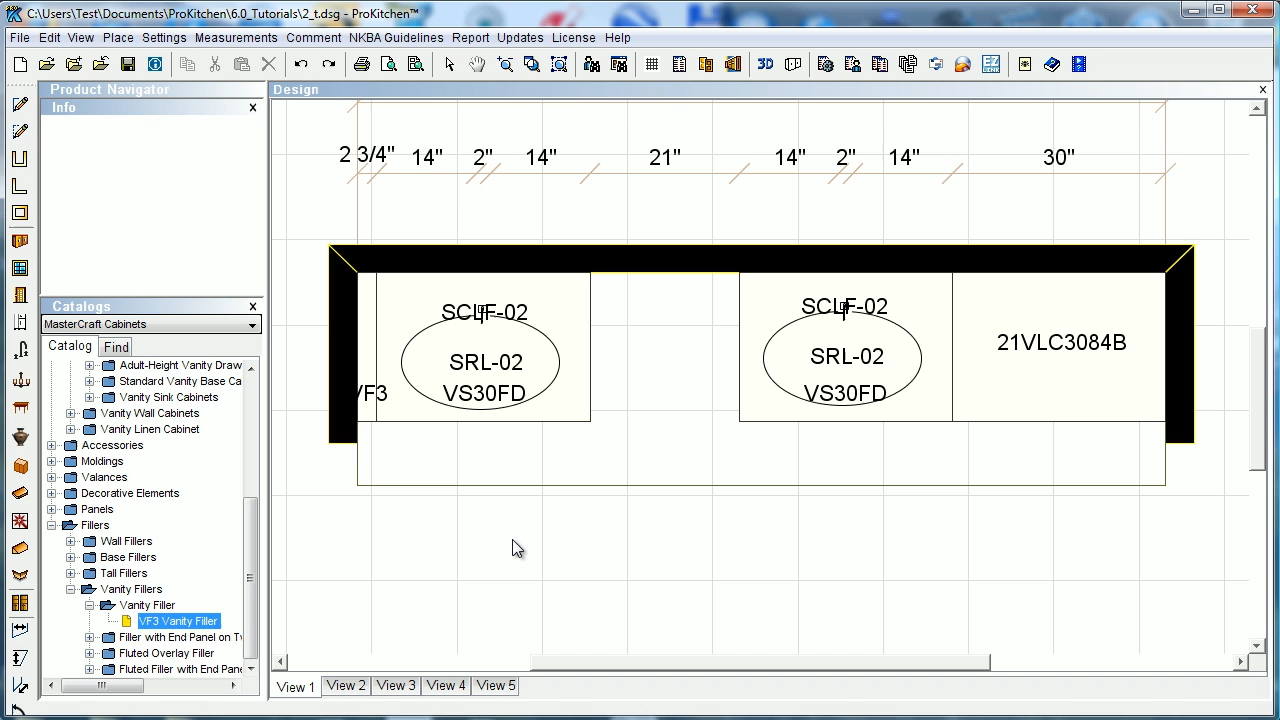 C:\Users\Test\Documents\ProKitchen\6.0_Tutorials\2_t.dsg - ProKitchen™
File Edit View Place Settings Measurements Comment NKBA Guidelines Report Updates License Help
3D
EZ
Product Navigator
Info
Catalogs
MasterCraft Cabinets
Catalog Find
Adult-Height Vanity Draw
Standard Vanity Base Ca
Vanity Sink Cabinets
Vanity Wall Cabinets
Vanity Linen Cabinet
Accessories
Moldings
Valances
Decorative Elements
Panels
Fillers
Wall Fillers
Base Fillers
Tall Fillers
Vanity Fillers
Vanity Filler
VF3 Vanity Filler
Filler with End Panel on Tv
Fluted Overlay Filler
Fluted Filler with End Pane
Design
2 3/4" 14" 2" 14" 21" 14" 2" 14" 30"
SCLF-02 SCLF-02
21VLC3084B
SRL-02 SRL-02
VF3 VS30FD VS30FD
View 1 View 2 View 3 View 4 View 5